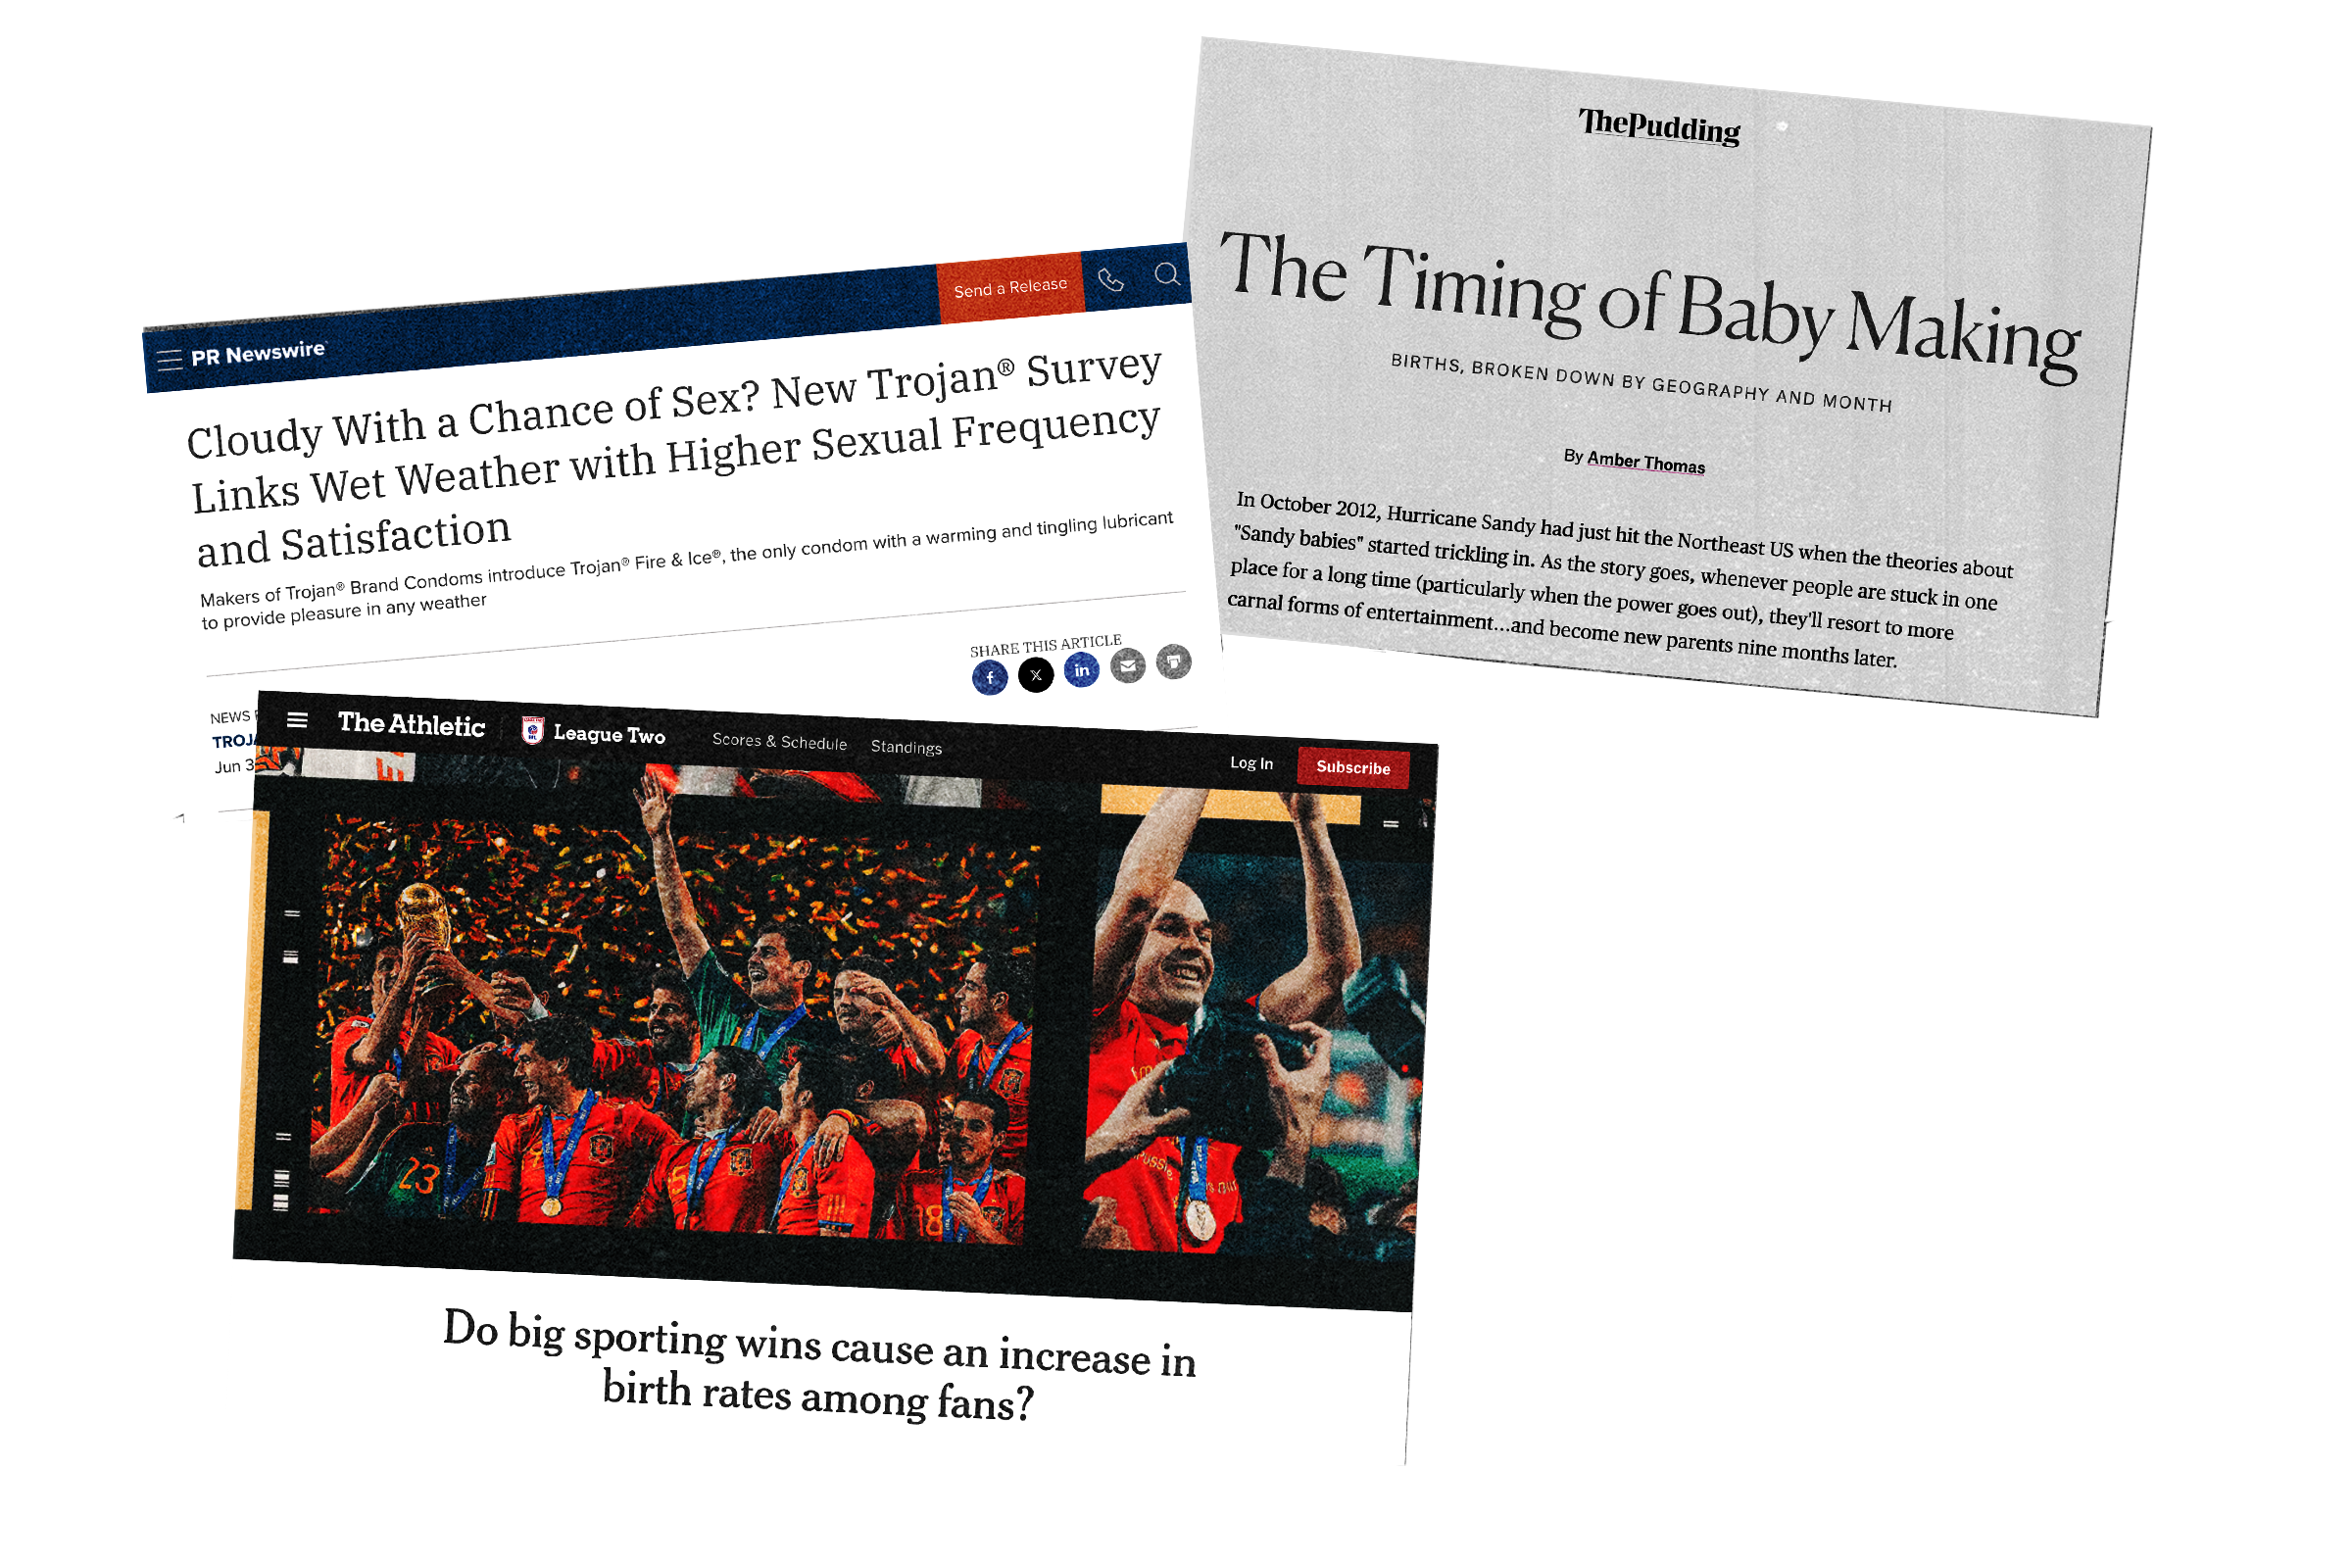 ThePudding
The Timing of Baby Making
BIRTHS, BROKEN DOWN BY GEOGRAPHY AND MONTH
By Amber Thomas
In October 2012, Hurricane Sandy had just hit the Northeast US when the theories about
"Sandy babies" started trickling in. As the story goes, whenever people are stuck in one
place for a long time (particularly when the power goes out), they'll resort to more
carnal forms of entertainment...and become new parents nine months later.
PR Newswire
Send a Release
Cloudy With a Chance of Sex? New Trojan® Survey
Links Wet Weather with Higher Sexual Frequency
and Satisfaction
Makers of Trojan® Brand Condoms introduce Trojan® Fire & Ice®, the only condom with a warming and tingling lubricant
to provide pleasure in any weather
SHARE THIS ARTICLE
NEWS
TROJA
Jun 3
The Athletic League Two Scores & Schedule Standings Log In Subscribe
23
5
18
Do big sporting wins cause an increase in
birth rates among fans?